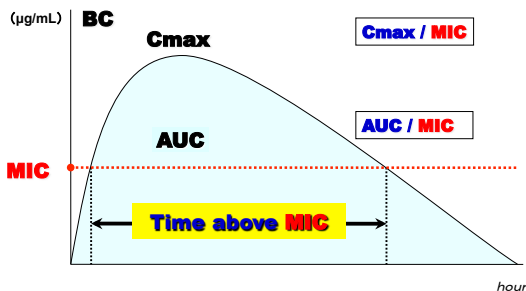 (µg/mL) BC
Cmax
Cmax / MIC
AUC / MIC
AUC
MIC
Time above MIC
hour